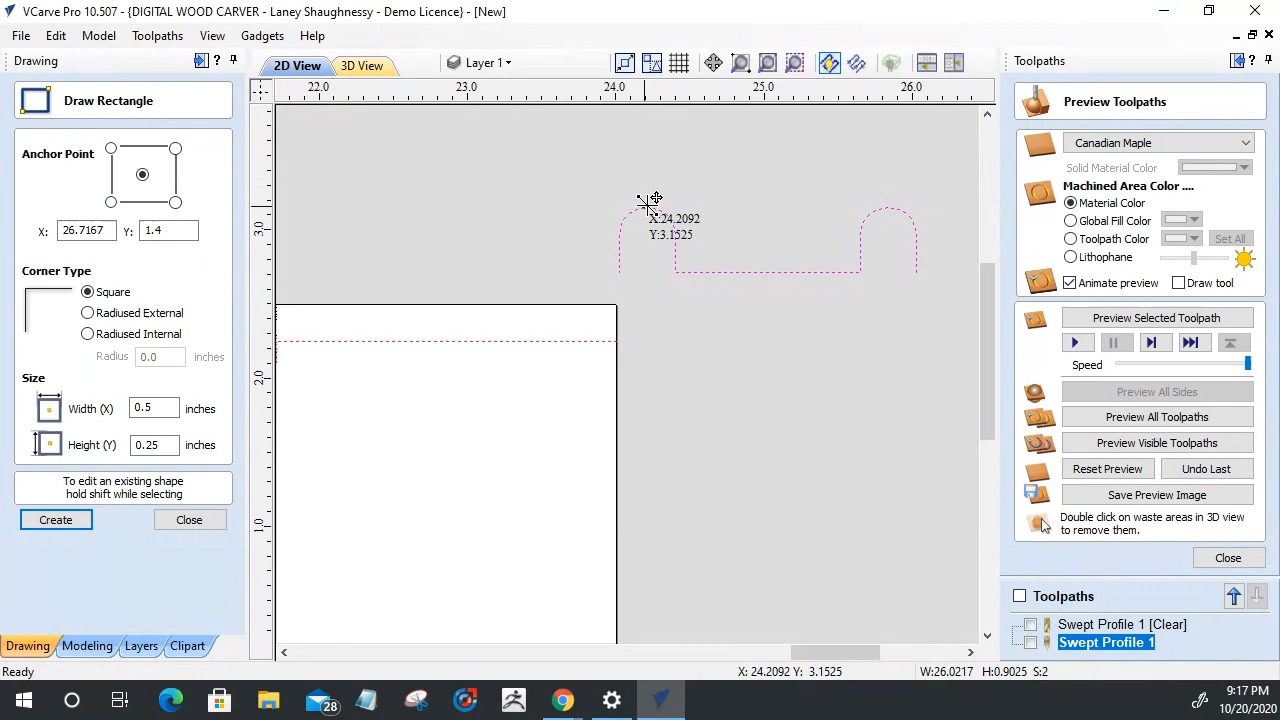 VCarve Pro 10.507 - {DIGITAL WOOD CARVER - Laney Shaughnessy - Demo Licence} - [New]
File Edit Model Toolpaths View Gadgets Help
Drawing
Draw Rectangle
Anchor Point
X: 26.7167 Y: 1.4
Corner Type
Square
Radiused External
Radiused Internal
Radius 0.0 inches
Size
Width (X) 0.5 inches
Height (Y) 0.25 inches
To edit an existing shape
hold shift while selecting
Create Close
Drawing Modeling Layers Clipart
2D View 3D View Layer 1
22.0 23.0 24.0 25.0 26.0
3.0
2.0
1.0
X:24.2092
Y:3.1525
Toolpaths
Preview Toolpaths
Canadian Maple
Solid Material Color
Machined Area Color ....
Material Color
Global Fill Color
Toolpath Color Set All
Lithophane
Animate preview Draw tool
Preview Selected Toolpath
Speed
Preview All Sides
Preview All Toolpaths
Preview Visible Toolpaths
Reset Preview Undo Last
Save Preview Image
Double click on waste areas in 3D view
to remove them.
Close
Toolpaths
Swept Profile 1 [Clear]
Swept Profile 1
Ready X: 24.2092 Y: 3.1525 W:26.0217 H:0.9025 S:2
28
9:17 PM
10/20/2020